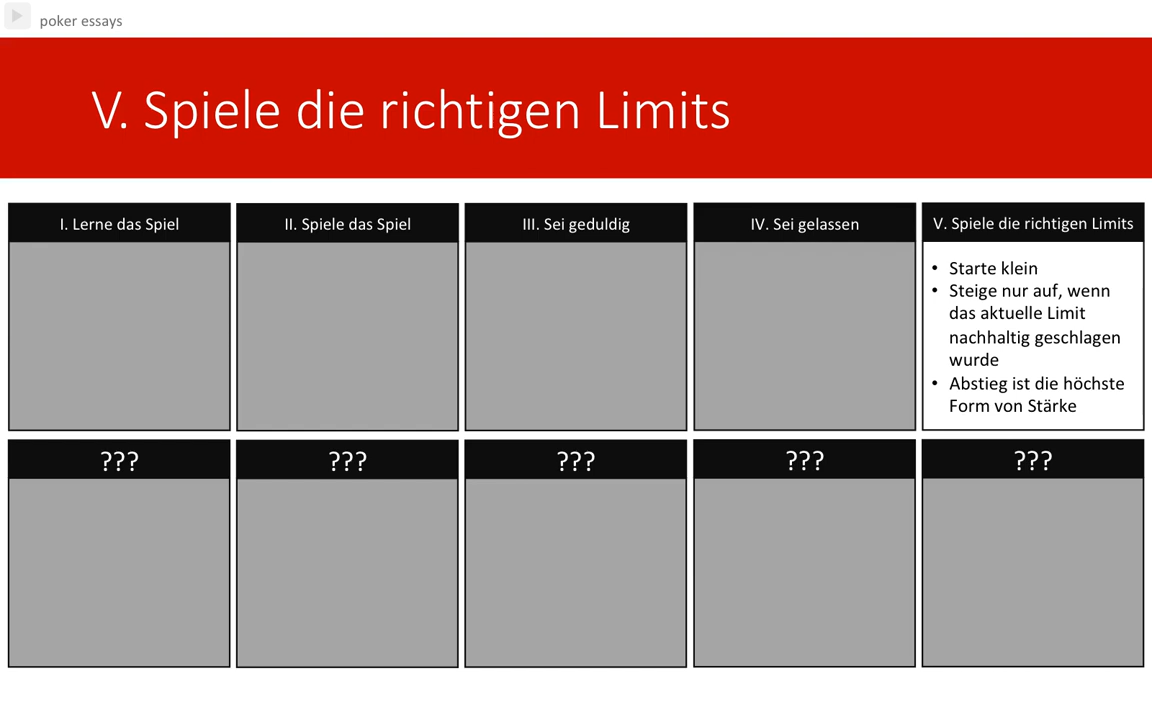 poker essays
V. Spiele die richtigen Limits
I. Lerne das Spiel
II. Spiele das Spiel
III. Sei geduldig
IV. Sei gelassen
V. Spiele die richtigen Limits
• Starte klein
• Steige nur auf, wenn
das aktuelle Limit
nachhaltig geschlagen
wurde
• Abstieg ist die höchste
Form von Stärke
???
???
???
???
???